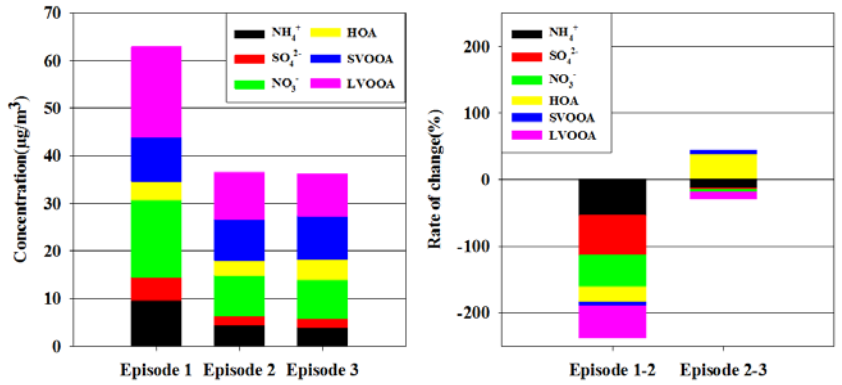 Concentration(μg/m³)
70
60
50
40
30
20
10
0
NH₄⁺
SO₄²⁻
NO₃⁻
HOA
SVOOA
LVOOA
Episode 1
Episode 2
Episode 3
Rate of change(%)
200
100
0
-100
-200
NH₄⁺
SO₄²⁻
NO₃⁻
HOA
SVOOA
LVOOA
Episode 1-2
Episode 2-3